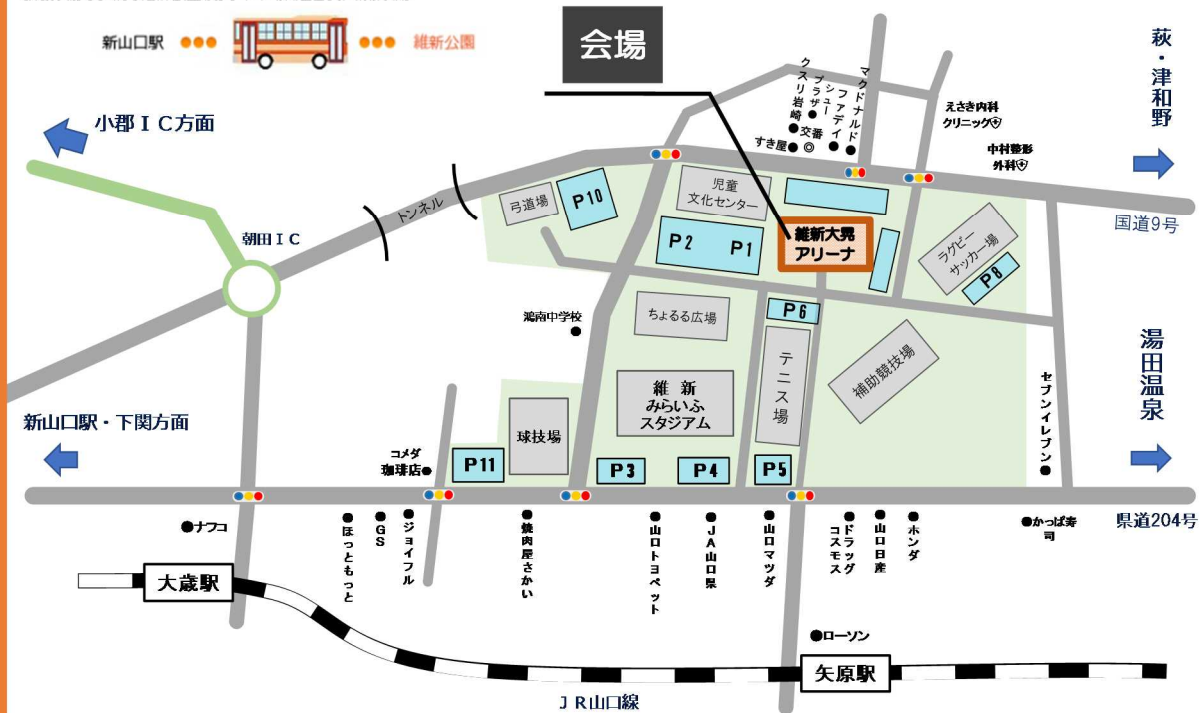 新山口駅
維新公園
会場
萩・津和野
小郡ＩＣ方面
クスリ岩崎
シュープラザ
交番
ファディ
マクドナルド
すき屋
えさき内科
クリニック
中村整形
外科
国道9号
トンネル
弓道場
P10
児童
文化センター
P2
P1
維新大晃
アリーナ
ラグビー
サッカー場
P8
朝田ＩＣ
鴻南中学校
ちょるる広場
P6
テニス場
補助競技場
湯田温泉
セブンイレブン
維新
みらいふ
スタジアム
球技場
新山口駅・下関方面
コメダ
珈琲店
P11
P3
P4
P5
県道204号
ナフコ
ほっともっと
GS
ジョイフル
焼肉屋さかい
山口トヨペット
JA山口県
山口マツダ
ドラッグ
コスモス
山口日産
ホンダ
かっぱ寿
司
大歳駅
ローソン
矢原駅
ＪＲ山口線